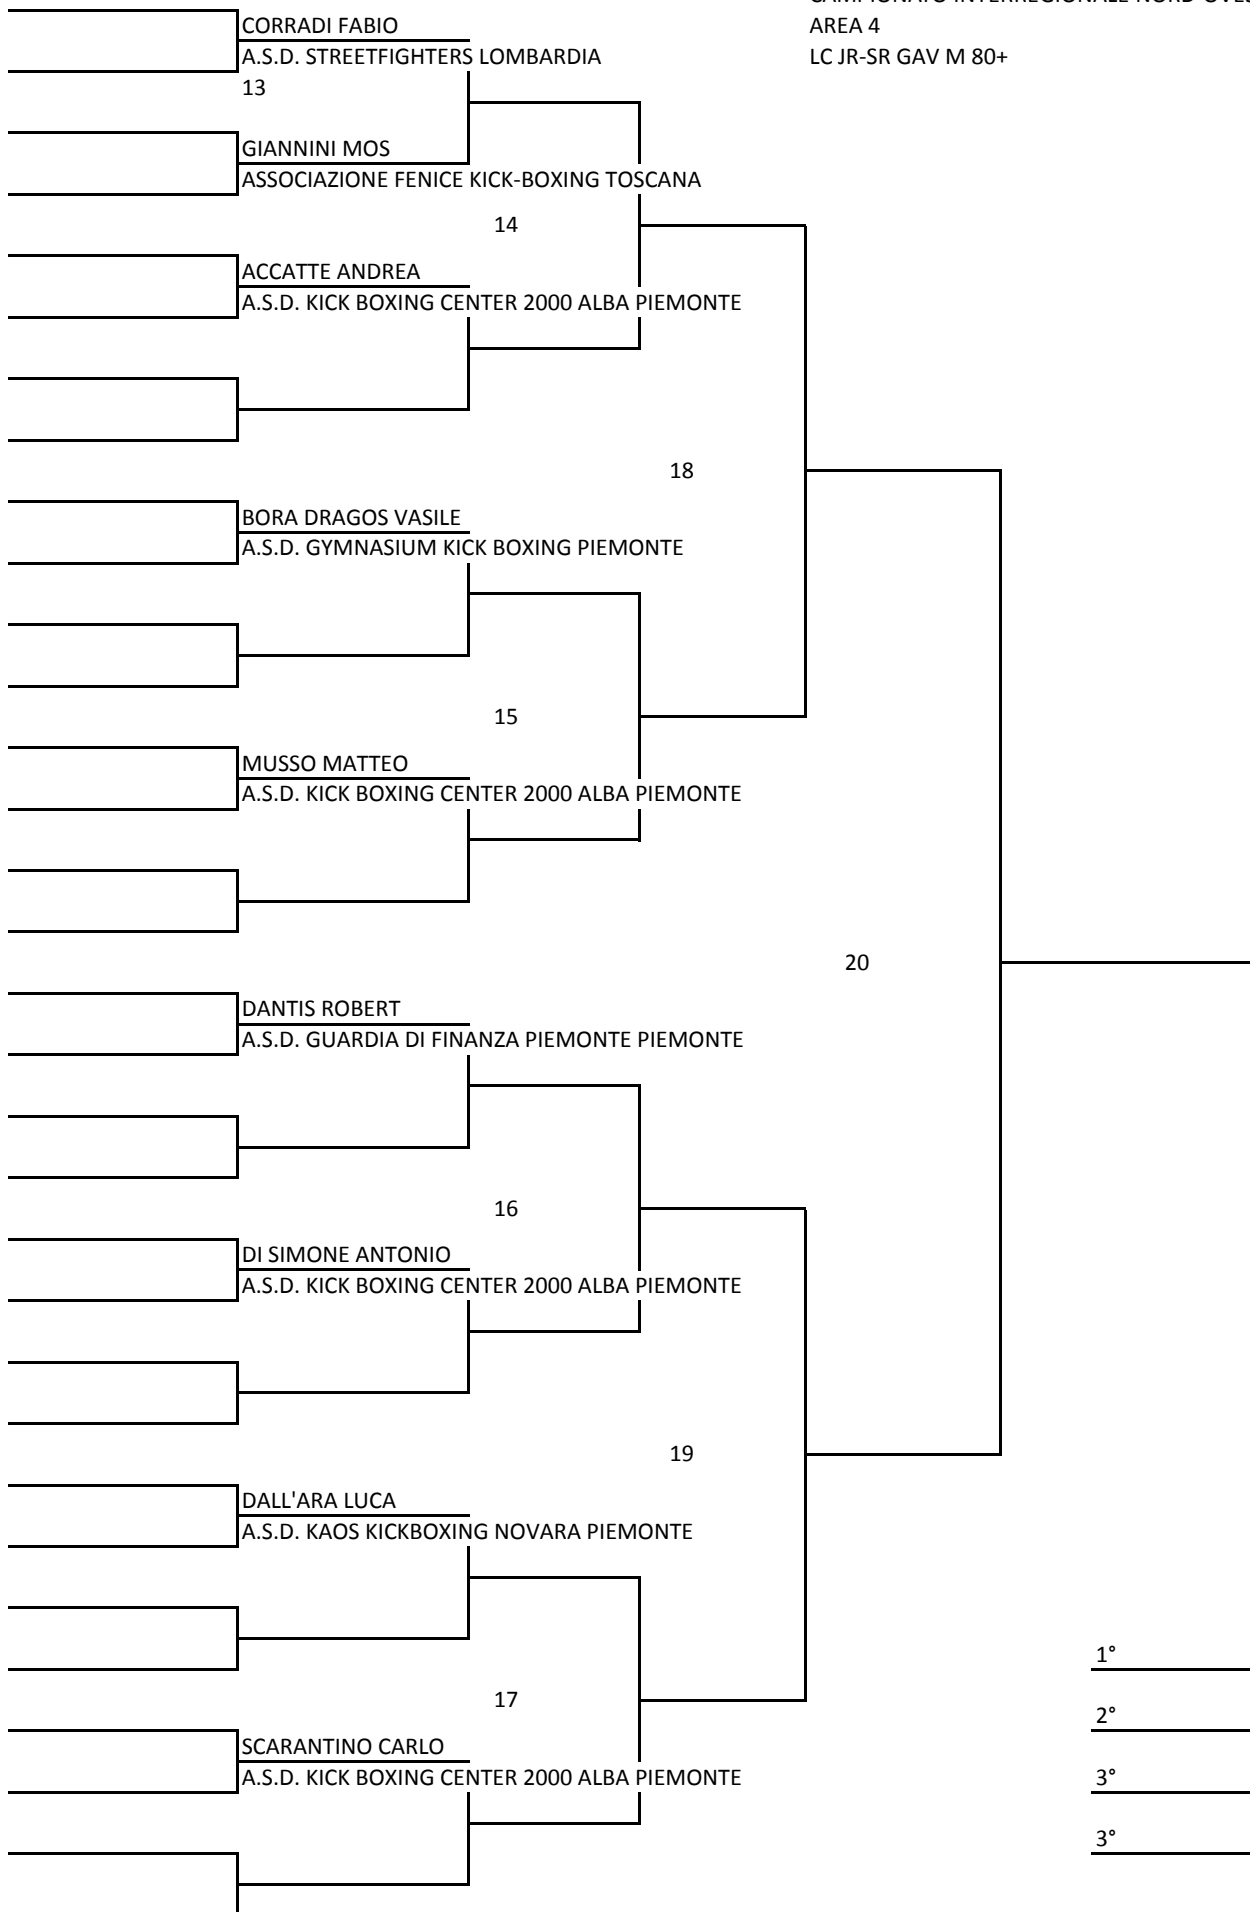 CAMPIONATO INTERREGIONALE NORD-OVES
CORRADI FABIO
AREA 4
A.S.D. STREETFIGHTERS LOMBARDIA
LC JR-SR GAV M 80+
13
GIANNINI MOS
ASSOCIAZIONE FENICE KICK-BOXING TOSCANA
14
ACCATTE ANDREA
A.S.D. KICK BOXING CENTER 2000 ALBA PIEMONTE
18
BORA DRAGOS VASILE
A.S.D. GYMNASIUM KICK BOXING PIEMONTE
15
MUSSO MATTEO
A.S.D. KICK BOXING CENTER 2000 ALBA PIEMONTE
20
DANTIS ROBERT
A.S.D. GUARDIA DI FINANZA PIEMONTE PIEMONTE
16
DI SIMONE ANTONIO
A.S.D. KICK BOXING CENTER 2000 ALBA PIEMONTE
19
DALL'ARA LUCA
A.S.D. KAOS KICKBOXING NOVARA PIEMONTE
1°
17
2°
SCARANTINO CARLO
A.S.D. KICK BOXING CENTER 2000 ALBA PIEMONTE
3°
3°